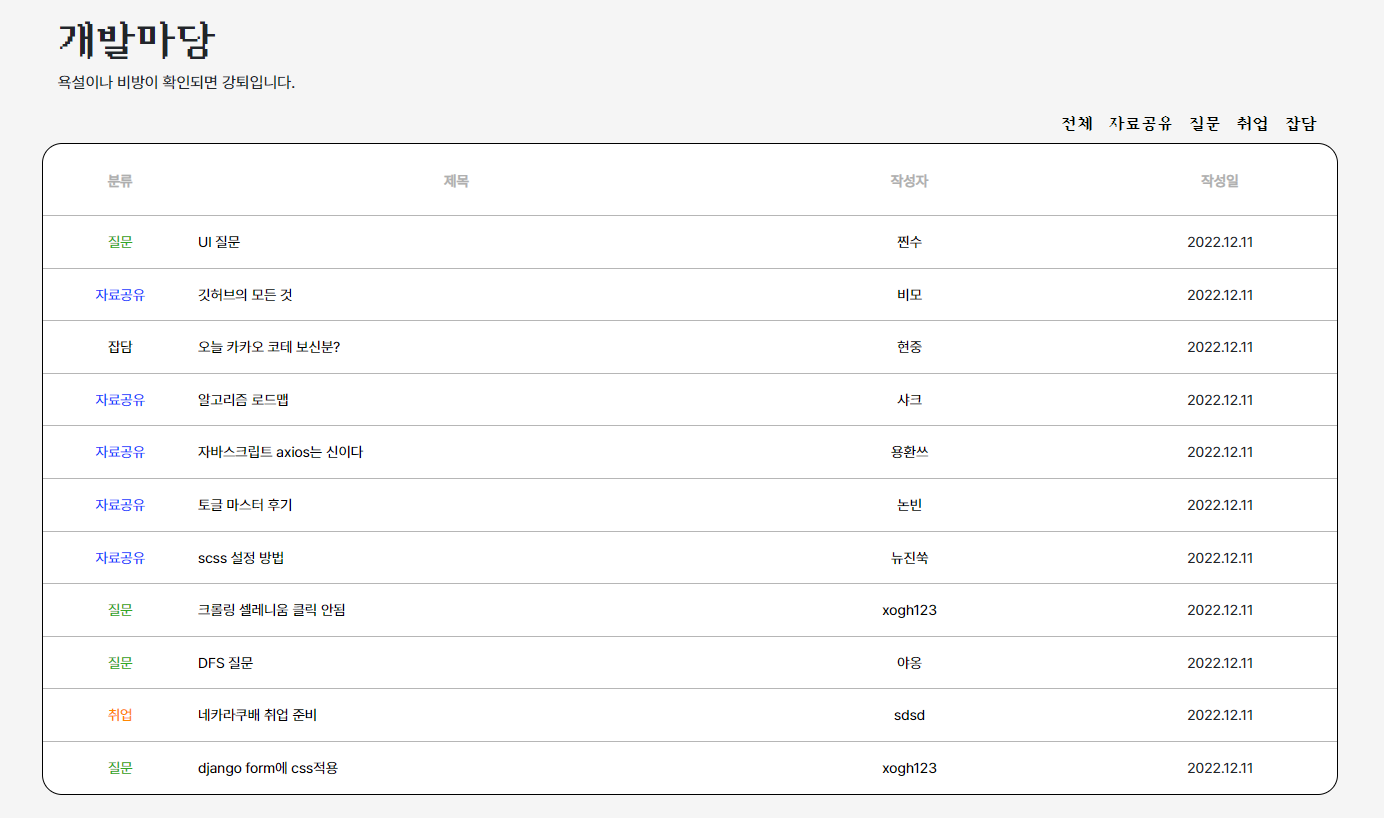 개발마당
욕설이나 비방이 확인되면 강퇴입니다.
전체 자료공유 질문 취업 잡담
분류 제목 작성자 작성일
질문 UI 질문 찐수 2022.12.11
자료공유 깃허브의 모든 것 비모 2022.12.11
잡담 오늘 카카오 코테 보신분? 현중 2022.12.11
자료공유 알고리즘 로드맵 샤크 2022.12.11
자료공유 자바스크립트 axios는 신이다 용환쓰 2022.12.11
자료공유 토글 마스터 후기 논빈 2022.12.11
자료공유 scss 설정 방법 뉴진쑥 2022.12.11
질문 크롤링 셀레니움 클릭 안됨 xogh123 2022.12.11
질문 DFS 질문 야옹 2022.12.11
취업 네카라쿠배 취업 준비 sdsd 2022.12.11
질문 django form에 css적용 xogh123 2022.12.11